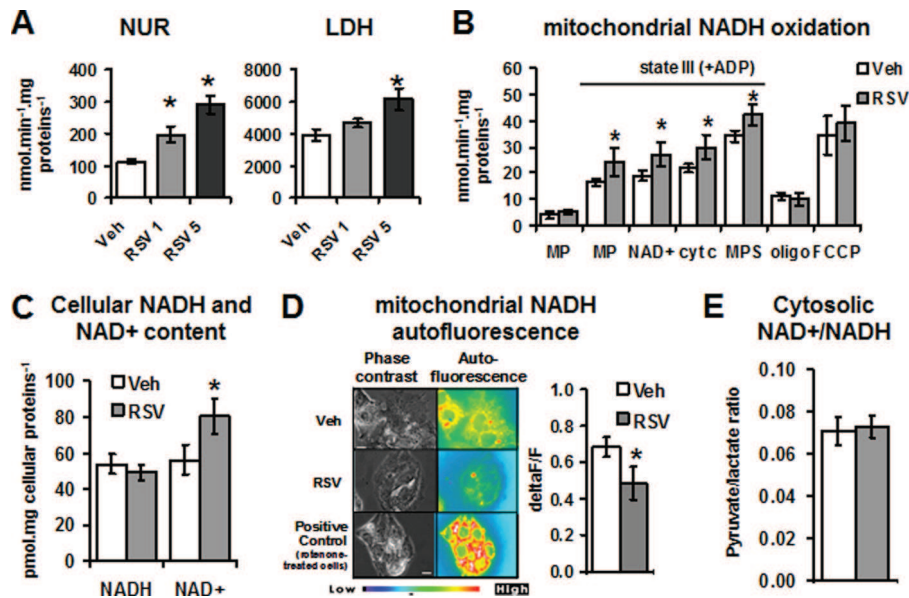 A
NUR
LDH
nmol.min⁻¹.mg
proteins⁻¹
400
300
200
100
0
*
*
Veh
RSV 1
RSV 5
8000
6000
4000
2000
0
*
Veh
RSV 1
RSV 5
B
mitochondrial NADH oxidation
state III (+ADP)
Veh
RSV
nmol.min⁻¹.mg
proteins⁻¹
60
50
40
30
20
10
0
*
*
*
*
MP
MP
NAD+
cyt c
MPS
oligo
FCCP
C
Cellular NADH and
NAD+ content
pmol.mg cellular proteins⁻¹
100
80
60
40
20
0
Veh
RSV
*
NADH
NAD+
D
mitochondrial NADH
autofluorescence
Phase
contrast
Auto-
fluorescence
Veh
RSV
Positive
Control
(rotenone-
treated cells)
Low
High
deltaF/F
1.0
0.8
0.6
0.4
0.2
0.0
Veh
RSV
*
E
Cytosolic
NAD+/NADH
Pyruvate/lactate ratio
0.10
0.08
0.06
0.04
0.02
0.00